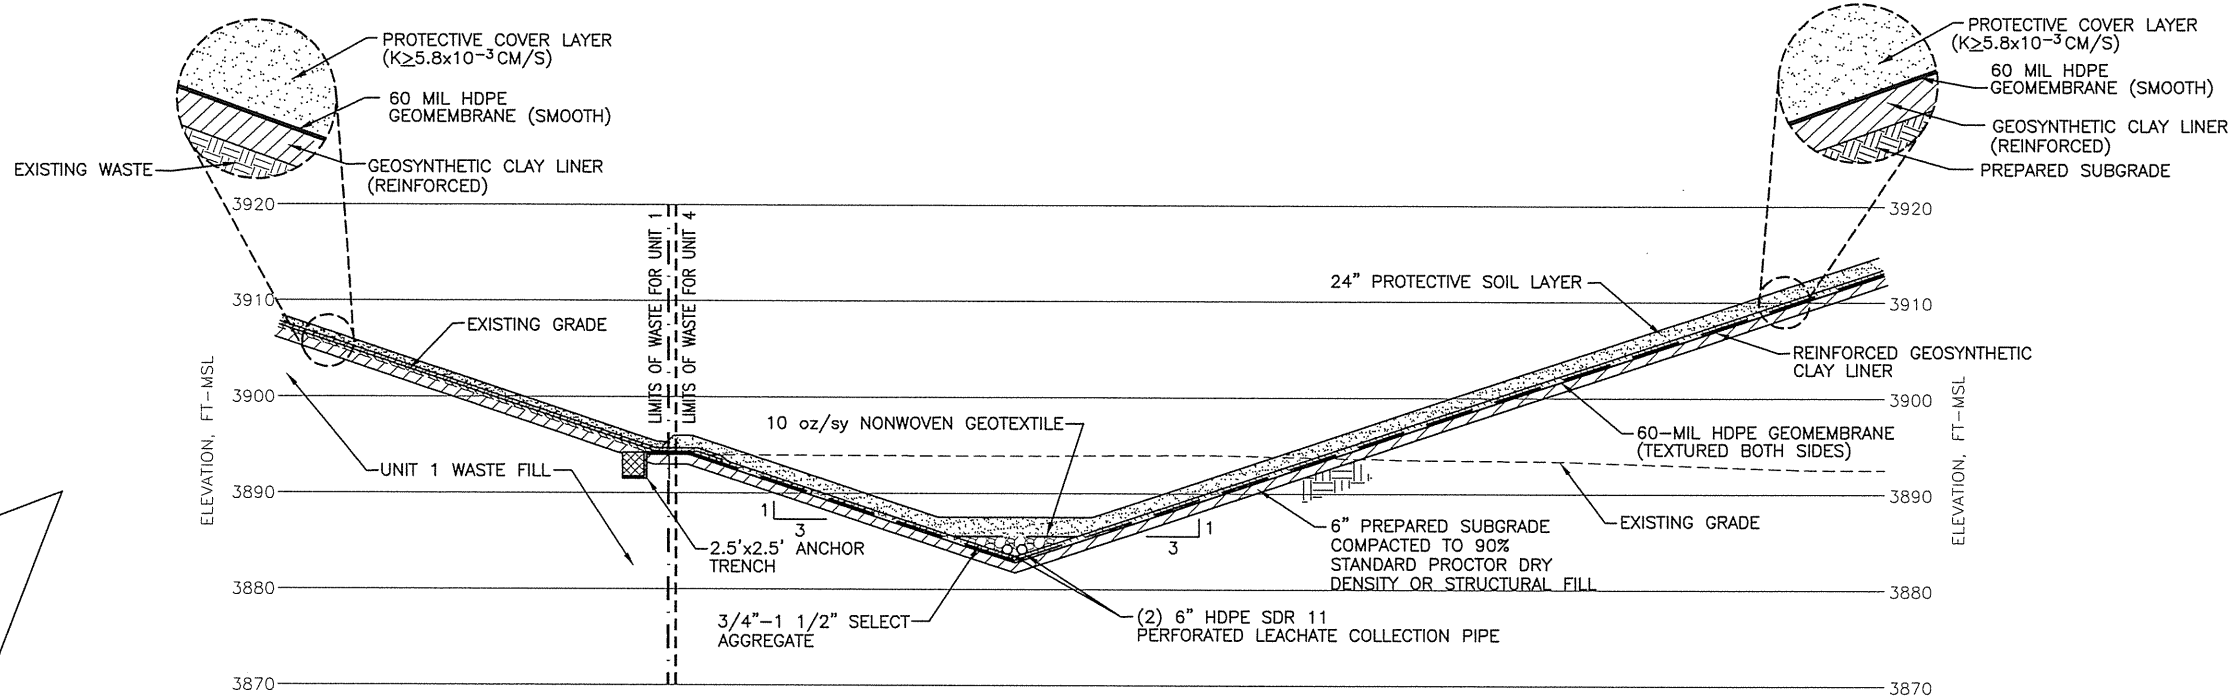 PROTECTIVE COVER LAYER
(K≥5.8x10⁻³CM/S)
60 MIL HDPE
GEOMEMBRANE (SMOOTH)
GEOSYNTHETIC CLAY LINER
(REINFORCED)
EXISTING WASTE
PROTECTIVE COVER LAYER
(K≥5.8x10⁻³CM/S)
60 MIL HDPE
GEOMEMBRANE (SMOOTH)
GEOSYNTHETIC CLAY LINER
(REINFORCED)
PREPARED SUBGRADE
3920
3910
3900
3890
3880
3870
ELEVATION, FT-MSL
LIMITS OF WASTE FOR UNIT 1
LIMITS OF WASTE FOR UNIT 4
EXISTING GRADE
UNIT 1 WASTE FILL
10 oz/sy NONWOVEN GEOTEXTILE
24" PROTECTIVE SOIL LAYER
REINFORCED GEOSYNTHETIC
CLAY LINER
60-MIL HDPE GEOMEMBRANE
(TEXTURED BOTH SIDES)
EXISTING GRADE
1
3
3
1
2.5'x2.5' ANCHOR
TRENCH
6" PREPARED SUBGRADE
COMPACTED TO 90%
STANDARD PROCTOR DRY
DENSITY OR STRUCTURAL FILL
3/4"-1 1/2" SELECT
AGGREGATE
(2) 6" HDPE SDR 11
PERFORATED LEACHATE COLLECTION PIPE
3920
3910
3900
3890
3880
3870
ELEVATION, FT-MSL